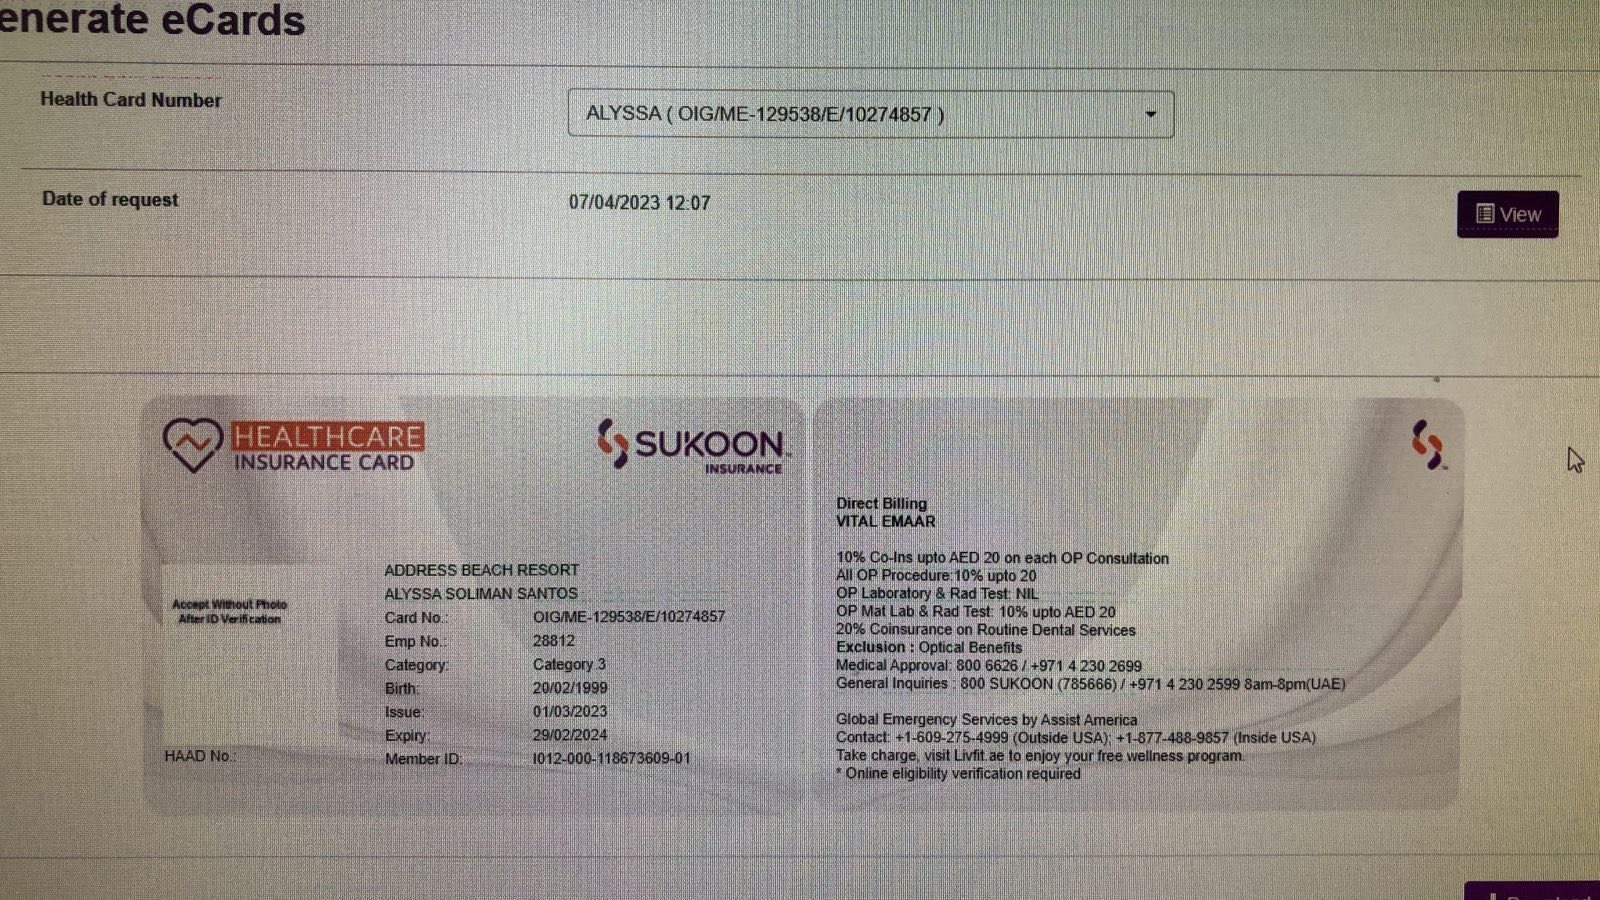 enerate eCards
Health Card Number
ALYSSA ( OIG/ME-129538/E/10274857 )
Date of request
07/04/2023 12:07
View
HEALTHCARE
INSURANCE CARD
SUKOON
INSURANCE
Accept Without Photo
After ID Verification
ADDRESS BEACH RESORT
ALYSSA SOLIMAN SANTOS
Card No.: OIG/ME-129538/E/10274857
Emp No.: 28812
Category: Category 3
Birth: 20/02/1999
Issue: 01/03/2023
Expiry: 29/02/2024
Member ID: I012-000-118673609-01
HAAD No.:
Direct Billing
VITAL EMAAR
10% Co-Ins upto AED 20 on each OP Consultation
All OP Procedure:10% upto 20
OP Laboratory & Rad Test: NIL
OP Mat Lab & Rad Test: 10% upto AED 20
20% Coinsurance on Routine Dental Services
Exclusion : Optical Benefits
Medical Approval: 800 6626 / +971 4 230 2699
General Inquiries : 800 SUKOON (785666) / +971 4 230 2599 8am-8pm(UAE)
Global Emergency Services by Assist America
Contact: +1-609-275-4999 (Outside USA); +1-877-488-9857 (Inside USA)
Take charge, visit Livfit.ae to enjoy your free wellness program.
* Online eligibility verification required